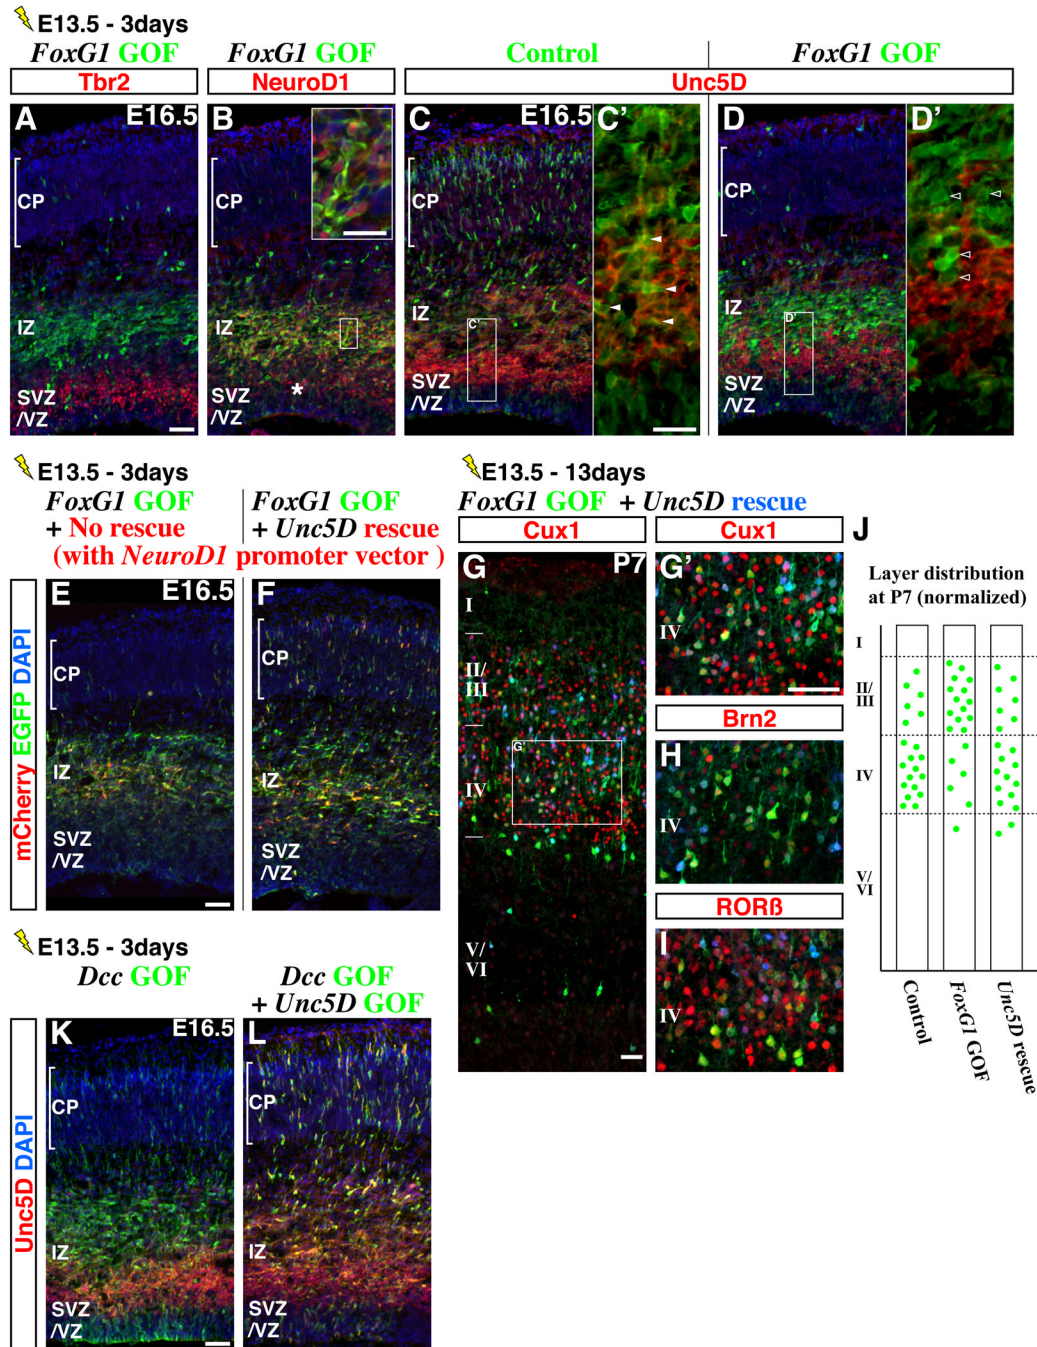 E13.5 - 3days
FoxG1 GOF
FoxG1 GOF
Control
FoxG1 GOF
Tbr2
NeuroD1
Unc5D
A
E16.5
CP
IZ
SVZ
/VZ
B
CP
IZ
*
SVZ
/VZ
C
E16.5
CP
IZ
C'
SVZ
/VZ
C'
D
CP
IZ
D'
SVZ
/VZ
D'
E13.5 - 3days
FoxG1 GOF
+ No rescue
FoxG1 GOF
+ Unc5D rescue
(with NeuroD1 promoter vector )
mCherry EGFP DAPI
E
E16.5
CP
IZ
SVZ
/VZ
F
CP
IZ
SVZ
/VZ
E13.5 - 13days
FoxG1 GOF + Unc5D rescue
Cux1
Cux1
G
P7
I
II/
III
G'
IV
V/
VI
G'
IV
Brn2
H
IV
RORß
I
IV
J
Layer distribution
at P7 (normalized)
I
II/
III
IV
V/
VI
Control
FoxG1 GOF
Unc5D rescue
E13.5 - 3days
Dcc GOF
Dcc GOF
+ Unc5D GOF
Unc5D DAPI
K
E16.5
CP
IZ
SVZ
/VZ
L
CP
IZ
SVZ
/VZ